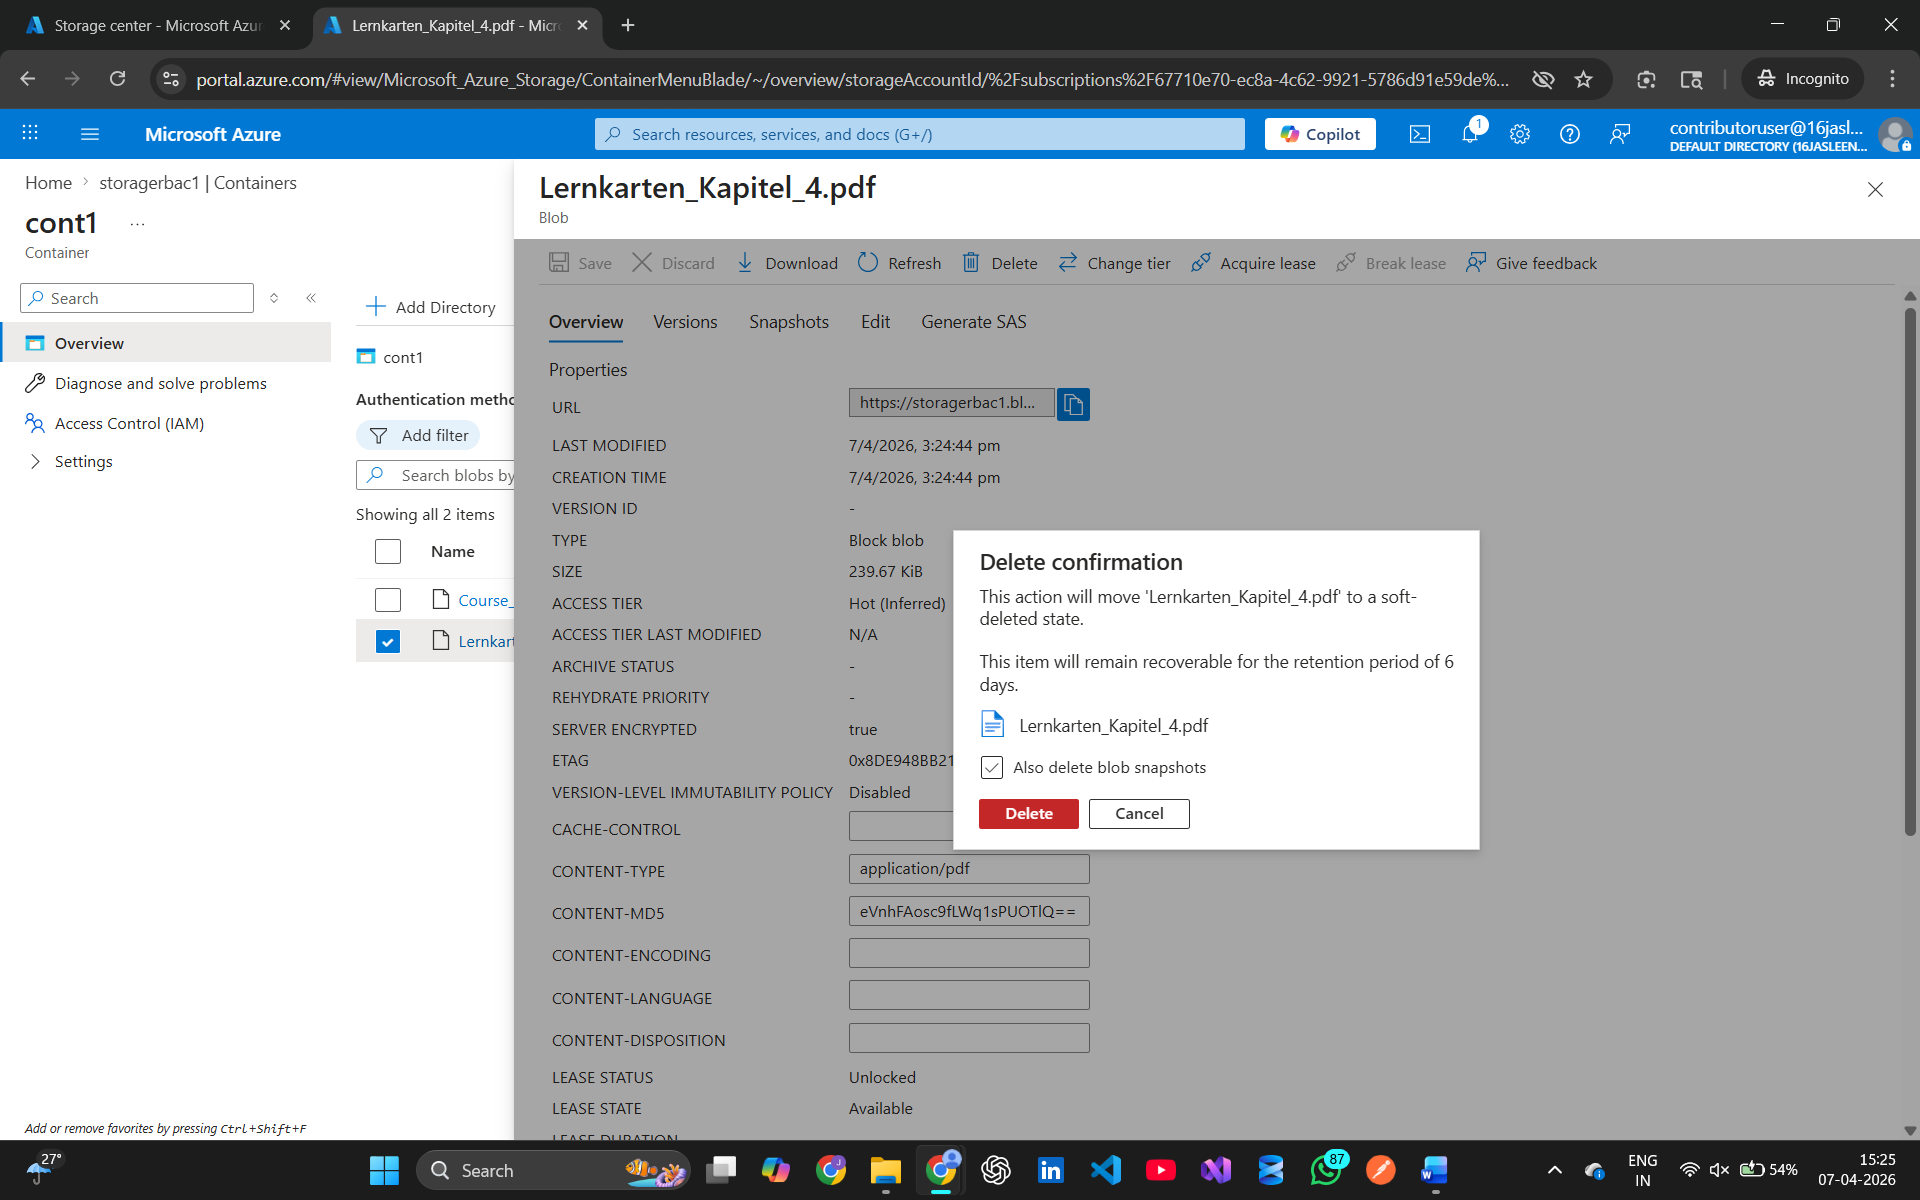 Storage center - Microsoft Azu
Lernkarten_Kapitel_4.pdf - Micr
portal.azure.com/#view/Microsoft_Azure_Storage/ContainerMenuBlade/~/overview/storageAccountId/%2Fsubscriptions%2F67710e70-ec8a-4c62-9921-5786d91e59de%...
Incognito
Microsoft Azure
Search resources, services, and docs (G+/)
Copilot
1
contributoruser@16jasl...
DEFAULT DIRECTORY (16JASLEEN...
Home
storagerbac1 | Containers
cont1
...
Container
Search
Overview
Diagnose and solve problems
Access Control (IAM)
Settings
Add or remove favorites by pressing Ctrl+Shift+F
Add Directory
cont1
Authentication metho
Add filter
Search blobs by
Showing all 2 items
Name
Course_
Lernkart
Lernkarten_Kapitel_4.pdf
Blob
Save
Discard
Download
Refresh
Delete
Change tier
Acquire lease
Break lease
Give feedback
Overview
Versions
Snapshots
Edit
Generate SAS
Properties
URL
https://storagerbac1.bl...
LAST MODIFIED
7/4/2026, 3:24:44 pm
CREATION TIME
7/4/2026, 3:24:44 pm
VERSION ID
-
TYPE
Block blob
SIZE
239.67 KiB
ACCESS TIER
Hot (Inferred)
ACCESS TIER LAST MODIFIED
N/A
ARCHIVE STATUS
-
REHYDRATE PRIORITY
-
SERVER ENCRYPTED
true
ETAG
0x8DE948BB21
VERSION-LEVEL IMMUTABILITY POLICY
Disabled
CACHE-CONTROL
CONTENT-TYPE
application/pdf
CONTENT-MD5
eVnhFAosc9fLWq1sPUOTlQ==
CONTENT-ENCODING
CONTENT-LANGUAGE
CONTENT-DISPOSITION
LEASE STATUS
Unlocked
LEASE STATE
Available
LEASE DURATION
Delete confirmation
This action will move 'Lernkarten_Kapitel_4.pdf' to a soft-
deleted state.
This item will remain recoverable for the retention period of 6
days.
Lernkarten_Kapitel_4.pdf
Also delete blob snapshots
Delete
Cancel
27°
Search
87
ENG
IN
54%
15:25
07-04-2026